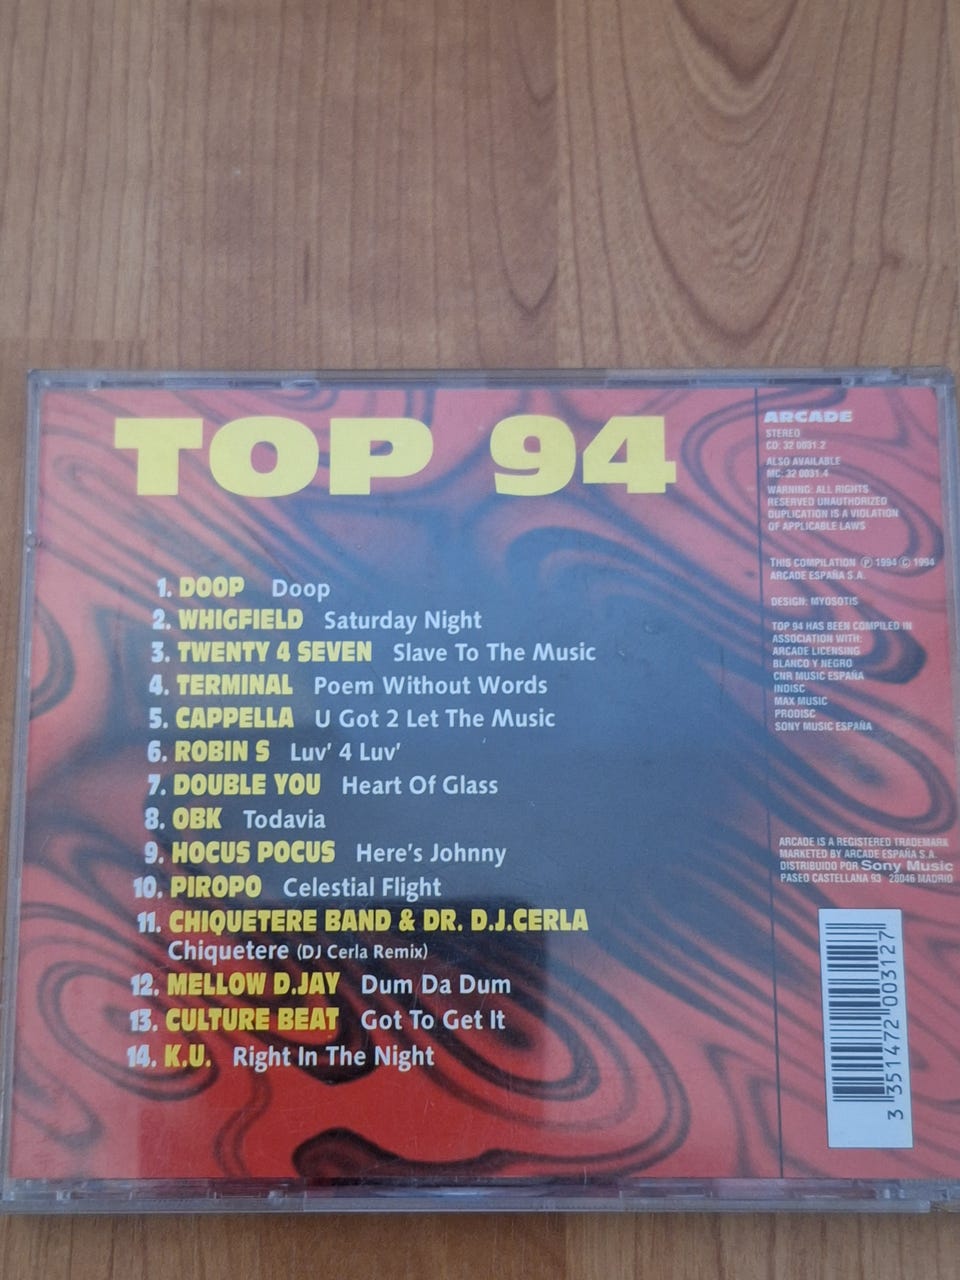 TOP 94
1. DOOP Doop
2. WHIGFIELD Saturday Night
3. TWENTY 4 SEVEN Slave To The Music
4. TERMINAL Poem Without Words
5. CAPPELLA U Got 2 Let The Music
6. ROBIN S Luv' 4 Luv'
7. DOUBLE YOU Heart Of Glass
8. OBK Todavia
9. HOCUS POCUS Here's Johnny
10. PIROPO Celestial Flight
11. CHIQUETERE BAND & DR. D.J.CERLA
Chiquetere (DJ Cerla Remix)
12. MELLOW D.JAY Dum Da Dum
13. CULTURE BEAT Got To Get It
14. K.U. Right In The Night
ARCADE
STEREO
CD: 32 0031.2
ALSO AVAILABLE
MC: 32 0031.4
WARNING: ALL RIGHTS
RESERVED UNAUTHORIZED
DUPLICATION IS A VIOLATION
OF APPLICABLE LAWS
THIS COMPILATION Ⓟ 1994 © 1994
ARCADE ESPAÑA S.A.
DESIGN: MYOSOTIS
TOP 94 HAS BEEN COMPILED IN
ASSOCIATION WITH:
ARCADE LICENSING
BLANCO Y NEGRO
CNR MUSIC ESPAÑA
INDISC
MAX MUSIC
PRODISC
SONY MUSIC ESPAÑA
ARCADE IS A REGISTERED TRADEMARK
MARKETED BY ARCADE ESPAÑA S.A.
DISTRIBUIDO POR Sony Music
PASEO CASTELLANA 93 28046 MADRID
3 351472 003127